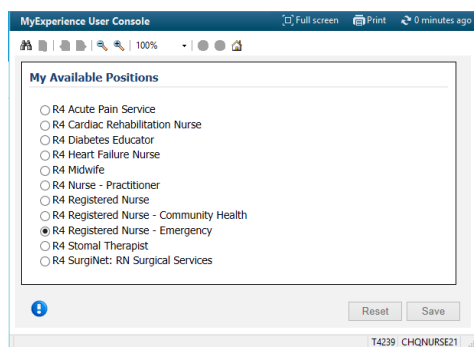 MyExperience User Console Full screen Print 0 minutes ago
100%
My Available Positions
R4 Acute Pain Service
R4 Cardiac Rehabilitation Nurse
R4 Diabetes Educator
R4 Heart Failure Nurse
R4 Midwife
R4 Nurse - Practitioner
R4 Registered Nurse
R4 Registered Nurse - Community Health
R4 Registered Nurse - Emergency
R4 Stomal Therapist
R4 SurgiNet: RN Surgical Services
Reset Save
T4239 CHQNURSE21